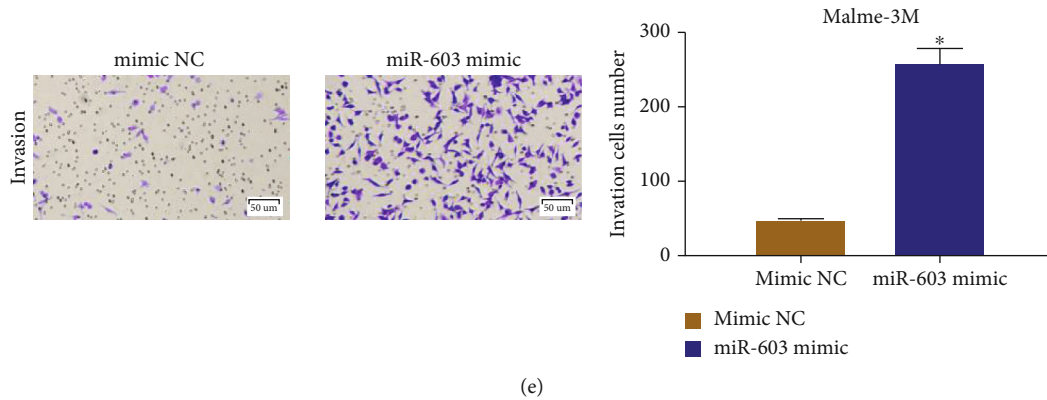 mimic NC
miR-603 mimic
Invasion
50 um
50 um
Malme-3M
Invation cells number
300
200
100
0
*
Mimic NC
miR-603 mimic
Mimic NC
miR-603 mimic
(e)